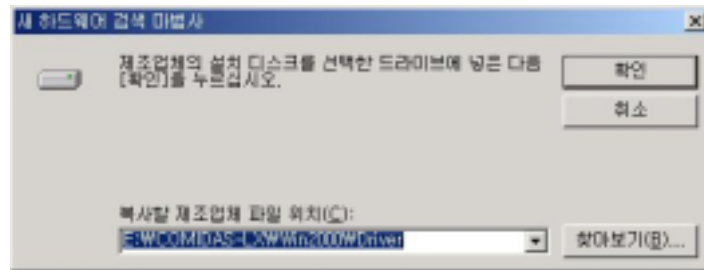 새 하드웨어 검색 마법사
제조업체의 설치 디스크를 선택한 드라이브에 넣은 다음
[확인]를 누르십시오.
확인
취소
복사할 제조업체 파일 위치(C):
E:₩COMIDAS-LX₩Win2000₩Driver
찾아보기(B)....